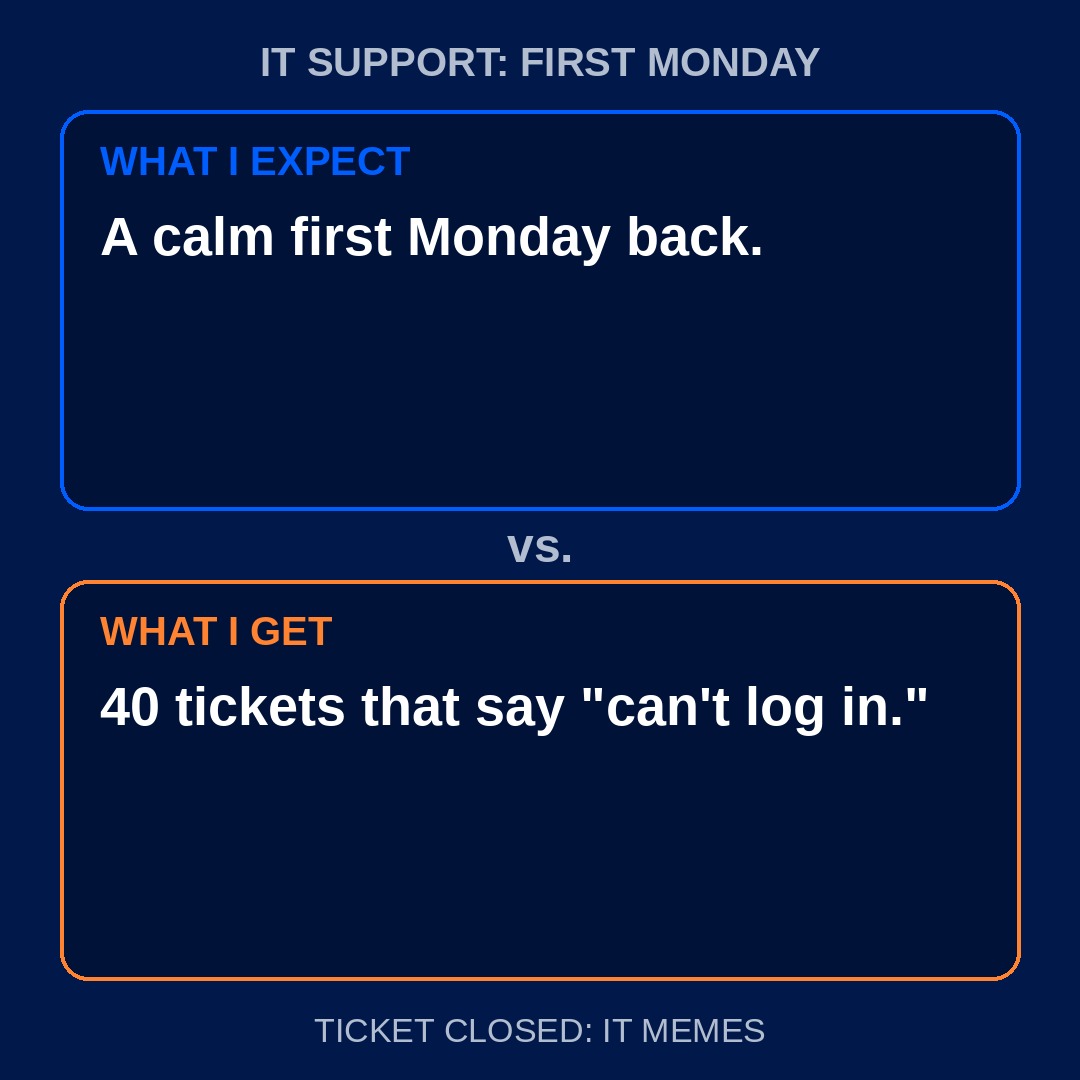 IT SUPPORT: FIRST MONDAY
WHAT I EXPECT
A calm first Monday back.
vs.
WHAT I GET
40 tickets that say "can't log in."
TICKET CLOSED: IT MEMES